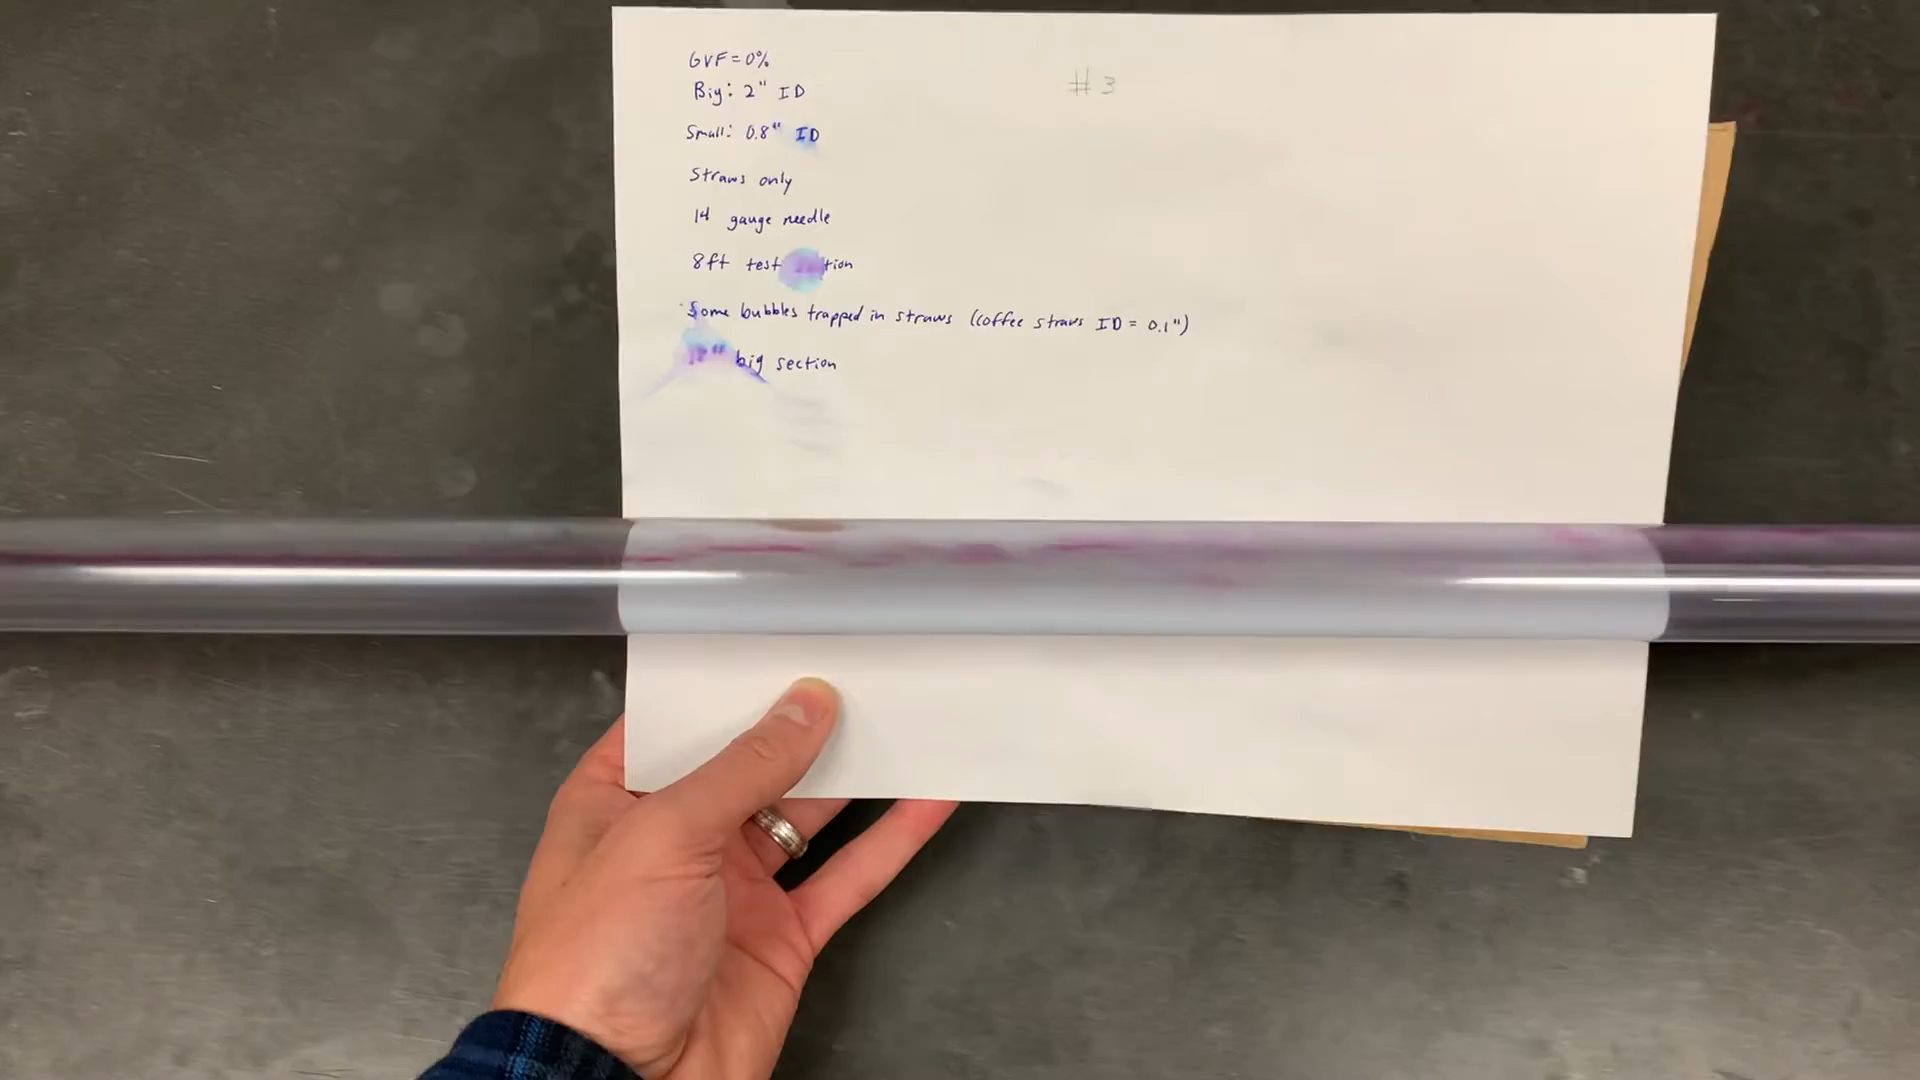 GVF = 0%
#3
Big: 2" ID
Small: 0.8" ID
Straws only
14 gauge needle
8ft test
Some bubbles trapped in straws (coffee straws ID = 0.1")
big section